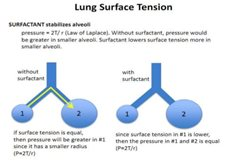 Lung Surface Tension
SURFACTANT stabilizes alveoli
pressure = 2T/ r (Law of Laplace). Without surfactant, pressure would
be greater in smaller alveoli. Surfactant lowers surface tension more in
smaller alveoli.
without
surfactant
with
surfactant
1
2
1
2
If surface tension is equal,
then pressure will be greater in #1
since it has a smaller radius
(P=2T/r)
since surface tension in #1 is lower,
then the pressure in #1 and #2 is equal
(P=2T/r)